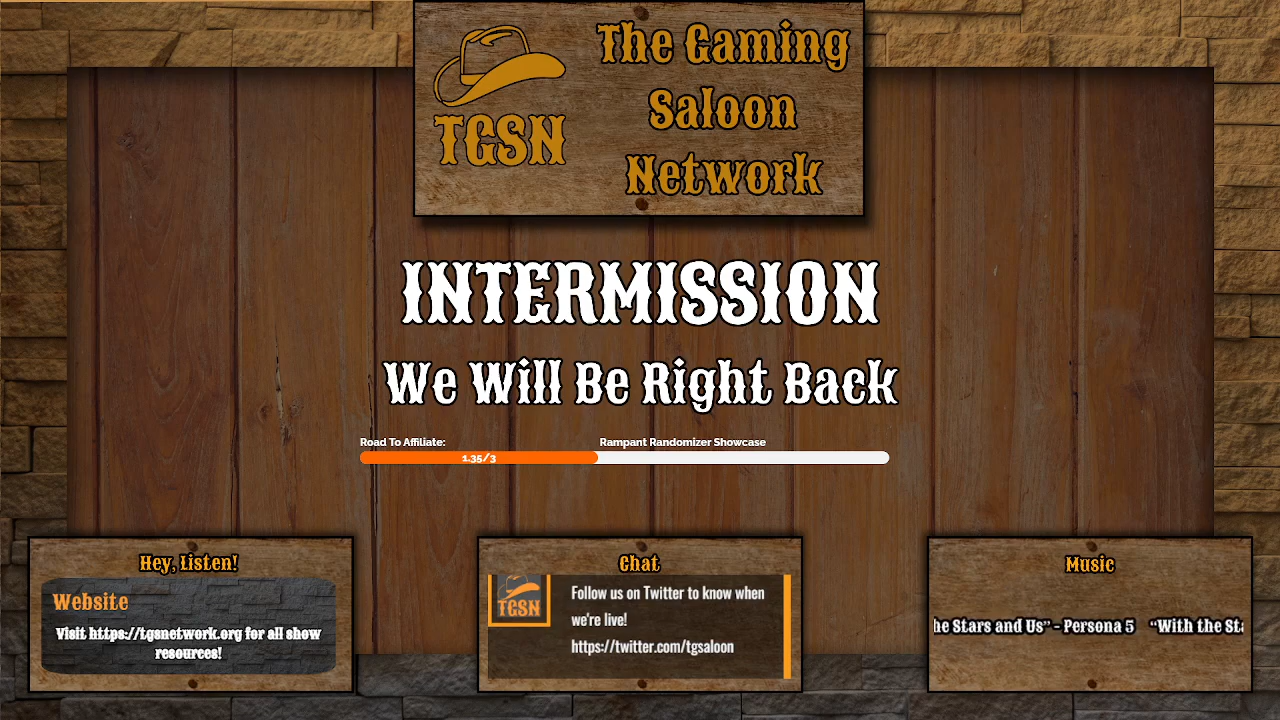 TGSN
The Gaming
Saloon
Network
INTERMISSION
We Will Be Right Back
Road To Affiliate:
Rampant Randomizer Showcase
1.35/3
Hey, Listen!
Website
Visit https://tgsnetwork.org for all show
resources!
Chat
TGSN
Follow us on Twitter to know when
we're live!
https://twitter.com/tgsaloon
Music
he Stars and Us” - Persona 5 “With the Sta